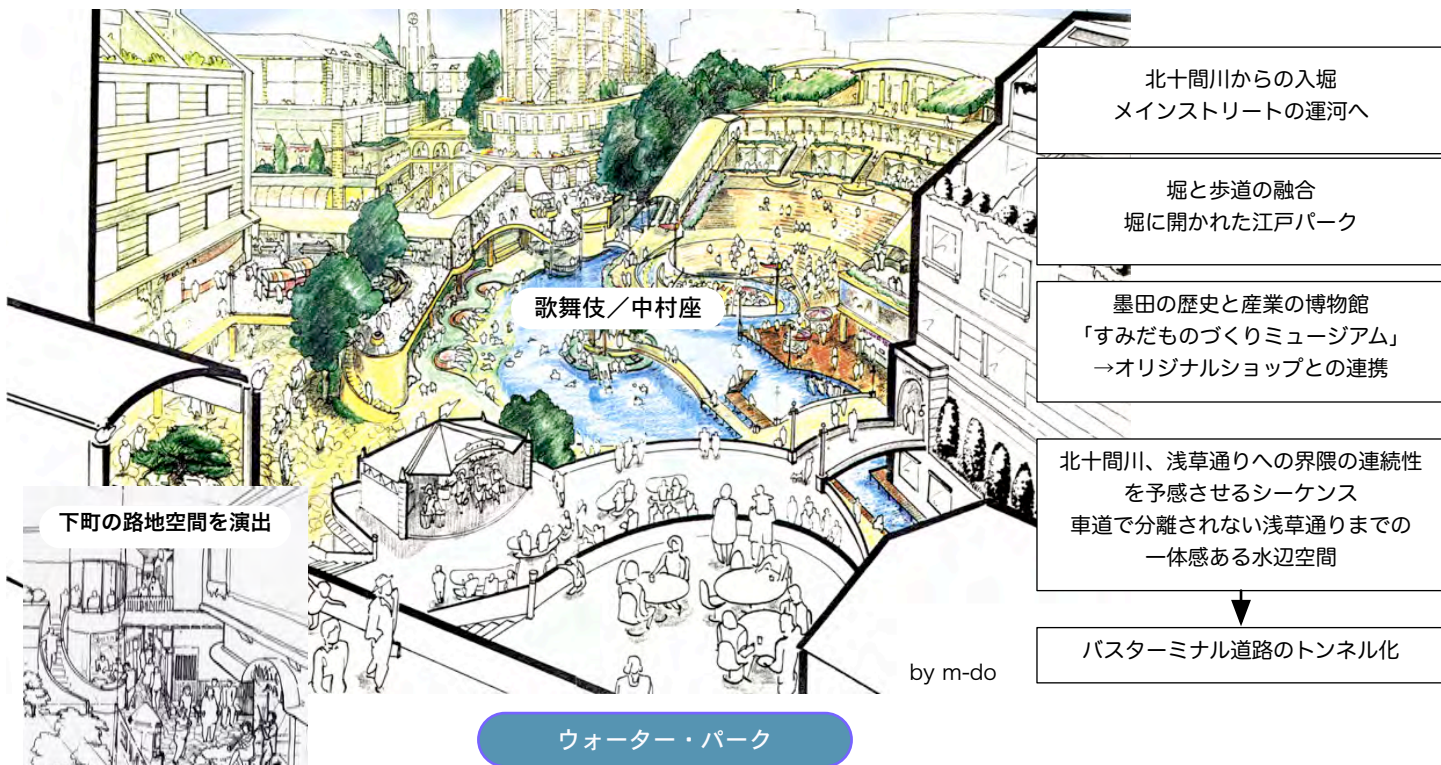 北十間川からの入堀
メインストリートの運河へ
堀と歩道の融合
堀に開かれた江戸パーク
歌舞伎／中村座
墨田の歴史と産業の博物館
「すみだものづくりミュージアム」
→オリジナルショップとの連携
北十間川、浅草通りへの界隈の連続性
を予感させるシーケンス
車道で分離されない浅草通りまでの
一体感ある水辺空間
下町の路地空間を演出
バスターミナル道路のトンネル化
by m-do
ウォーター・パーク